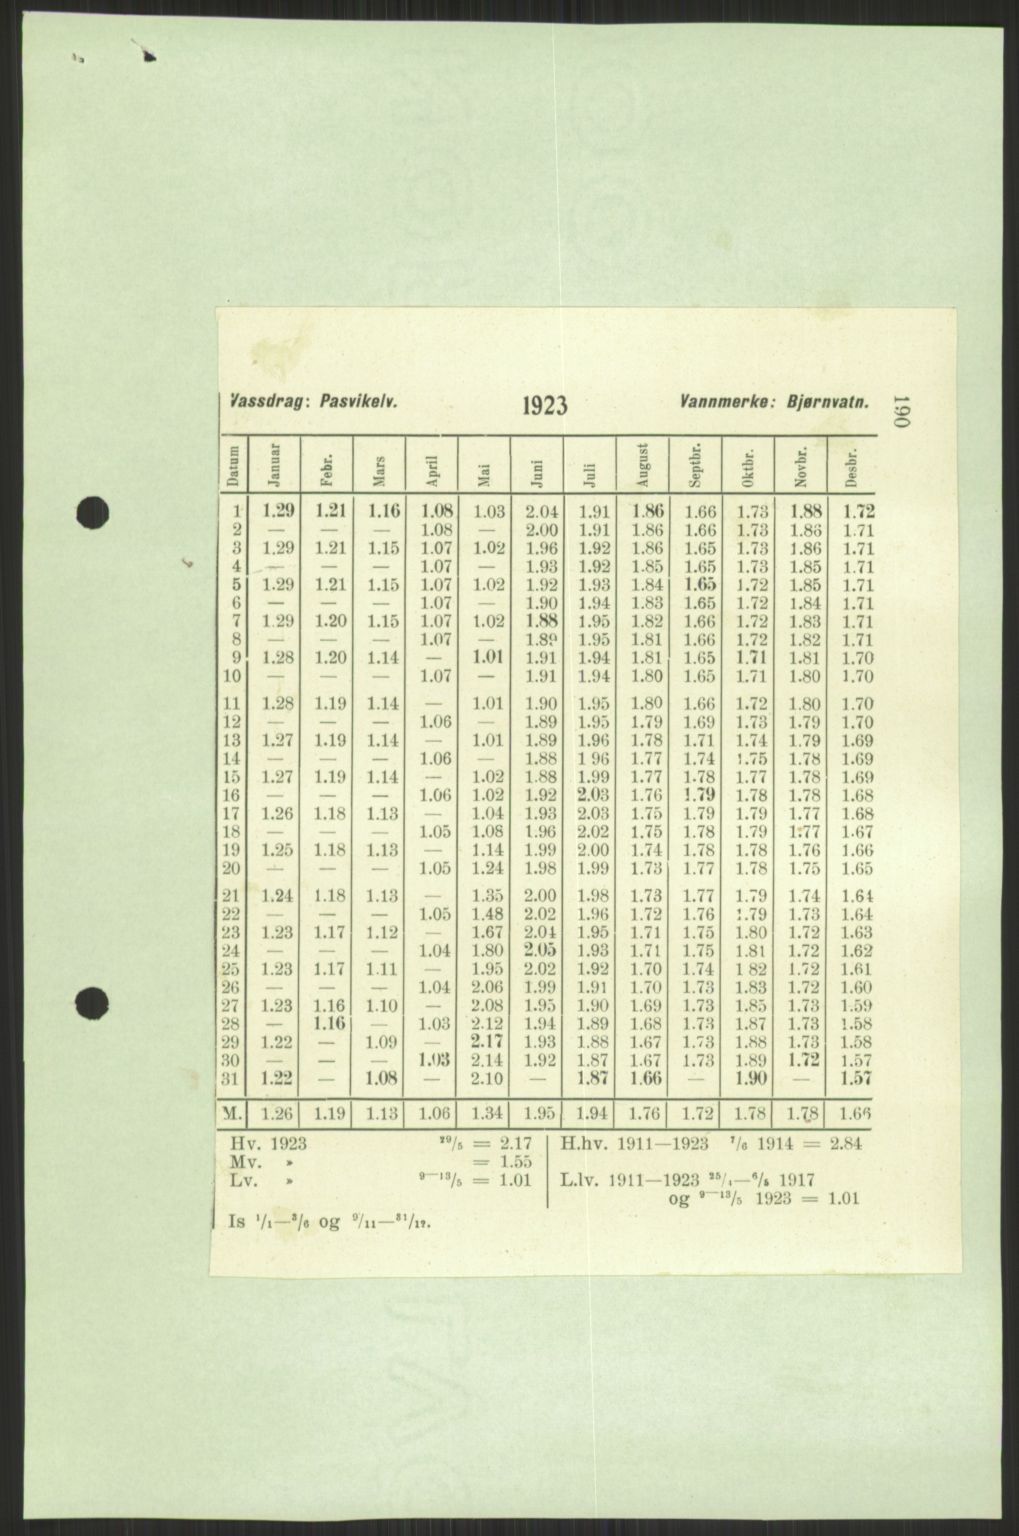 Vassdrag: Pasvikelv. 1923 Vannmerke: Bjørnvatn. 190
Datum Januar Febr. Mars April Mai Juni Juli August Septbr. Oktbr. Novbr. Desbr.
1 1.29 1.21 1.16 1.08 1.03 2.04 1.91 1.86 1.66 1.73 1.88 1.72
2 — — — 1.08 — 2.00 1.91 1.86 1.66 1.73 1.86 1.71
3 1.29 1.21 1.15 1.07 1.02 1.96 1.92 1.86 1.65 1.73 1.86 1.71
4 — — — 1.07 — 1.93 1.92 1.85 1.65 1.73 1.85 1.71
5 1.29 1.21 1.15 1.07 1.02 1.92 1.93 1.84 1.65 1.72 1.85 1.71
6 — — — 1.07 — 1.90 1.94 1.83 1.65 1.72 1.84 1.71
7 1.29 1.20 1.15 1.07 1.02 1.88 1.95 1.82 1.66 1.72 1.83 1.71
8 — — — 1.07 — 1.89 1.95 1.81 1.66 1.72 1.82 1.71
9 1.28 1.20 1.14 — 1.01 1.91 1.94 1.81 1.65 1.71 1.81 1.70
10 — — — 1.07 — 1.91 1.94 1.80 1.65 1.71 1.80 1.70
11 1.28 1.19 1.14 — 1.01 1.90 1.95 1.80 1.66 1.72 1.80 1.70
12 — — — 1.06 — 1.89 1.95 1.79 1.69 1.73 1.79 1.70
13 1.27 1.19 1.14 — 1.01 1.89 1.96 1.78 1.71 1.74 1.79 1.69
14 — — — 1.06 — 1.88 1 96 1.77 1.74 1.75 1.78 1.69
15 1.27 1.19 1.14 — 1.02 1.88 1.99 1.77 1.78 1.77 1.78 1.69
16 — — — 1.06 1.02 1.92 2.03 1.76 1.79 1.78 1.78 1.68
17 1.26 1.18 1.13 — 1.04 1.93 2.03 1.75 1.79 1.79 1.77 1.68
18 — — — 1.05 1.08 1.96 2.02 1.75 1.78 1.79 1.77 1.67
19 1.25 1.18 1.13 — 1.14 1.99 2.00 1.74 1.78 1.78 1.76 1.66
20 — — — 1.05 1.24 1.98 1.99 1.73 1.77 1.78 1.75 1.65
21 1.24 1.18 1.13 — 1.35 2.00 1.98 1.73 1.77 1.79 1.74 1.64
22 — — — 1.05 1.48 2.02 1.96 1.72 1.76 1.79 1.73 1.64
23 1.23 1.17 1.12 — 1.67 2.04 1.95 1.71 1.75 1.80 1.72 1.63
24 — — — 1.04 1.80 2.05 1.93 1.71 1.75 1.81 1.72 1.62
25 1.23 1.17 1.11 — 1.95 2.02 1.92 1.70 1.74 1 82 1.72 1.61
26 — — — 1.04 2.06 1.99 1.91 1.70 1.73 1.83 1.72 1.60
27 1.23 1.16 1.10 — 2.08 1.95 1.90 1.69 1.73 1.85 1.73 1.59
28 — 1.16 — 1.03 2.12 1.94 1.89 1.68 1.73 1.87 1.73 1.58
29 1.22 — 1.09 — 2.17 1.93 1.88 1.67 1.73 1.88 1.73 1.58
30 — — — 1.03 2.14 1.92 1.87 1.67 1.73 1.89 1.72 1.57
31 1.22 — 1.08 — 2.10 — 1.87 1.66 — 1.90 — 1.57
M. 1.26 1.19 1.13 1.06 1.34 1.95 1.94 1.76 1.72 1.78 1.78 1.66
Hv. 1923 29/5 = 2.17 H.hv. 1911—1923 7/6 1914 = 2.84
Mv. » = 1.55
Lv. » 9—13/5 = 1.01 L.lv. 1911—1923 25/4—6/5 1917
og 9—13/5 1923 = 1.01
Is 1/1—3/6 og 9/11—31/12.